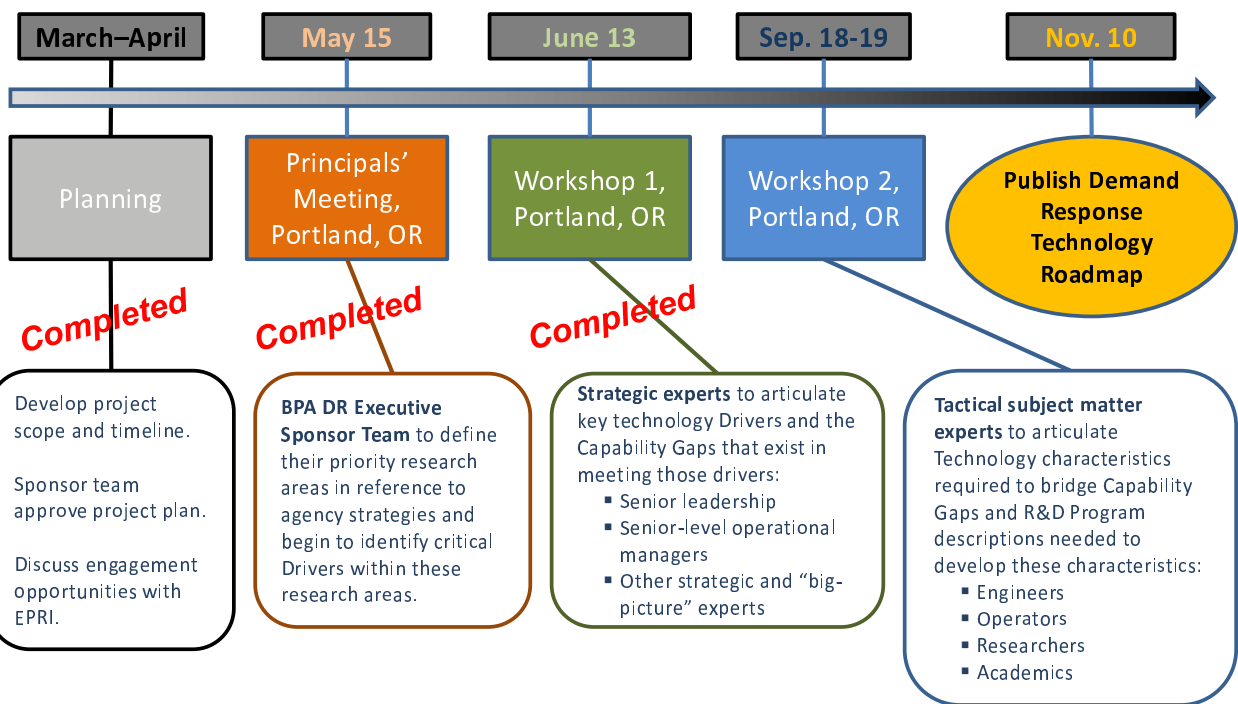 March–April
May 15
June 13
Sep. 18-19
Nov. 10
Planning
Principals’
Meeting,
Portland, OR
Workshop 1,
Portland, OR
Workshop 2,
Portland, OR
Publish Demand
Response
Technology
Roadmap
Completed
Completed
Completed
Develop project
scope and timeline.
Sponsor team
approve project plan.
Discuss engagement
opportunities with
EPRI.
BPA DR Executive
Sponsor Team to define
their priority research
areas in reference to
agency strategies and
begin to identify critical
Drivers within these
research areas.
Strategic experts to articulate
key technology Drivers and the
Capability Gaps that exist in
meeting those drivers:
▪ Senior leadership
▪ Senior-level operational
managers
▪ Other strategic and “big-
picture” experts
Tactical subject matter
experts to articulate
Technology characteristics
required to bridge Capability
Gaps and R&D Program
descriptions needed to
develop these characteristics:
▪ Engineers
▪ Operators
▪ Researchers
▪ Academics